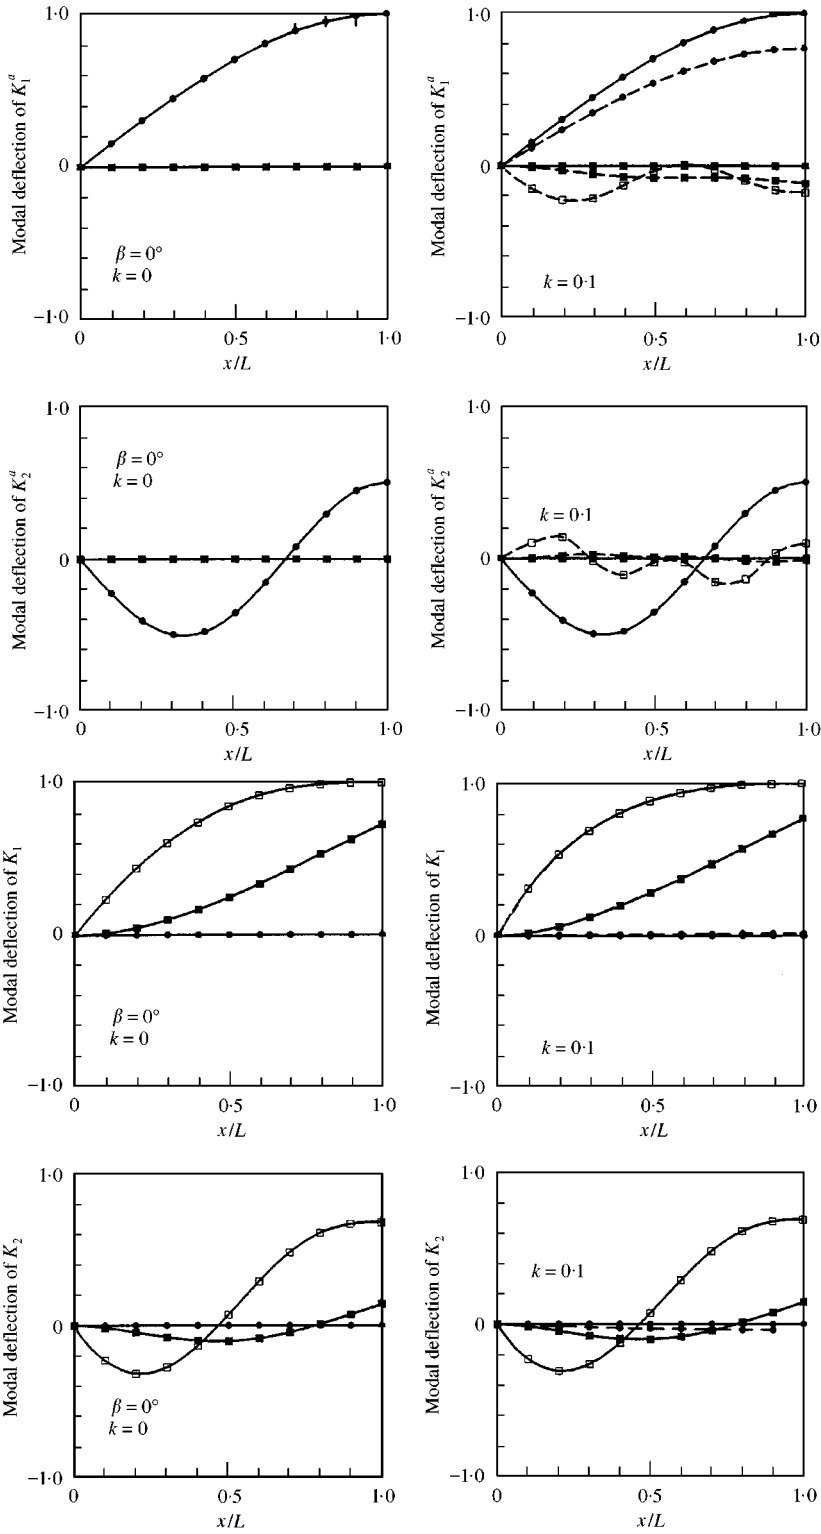 1·0
Modal deflection of K₁ᵃ
0
β = 0°
k = 0
−1·0
0
0·5
1·0
x/L
1·0
Modal deflection of K₁ᵃ
0
k = 0·1
−1·0
0
0·5
1·0
x/L
1·0
Modal deflection of K₂ᵃ
β = 0°
k = 0
0
−1·0
0
0·5
1·0
x/L
1·0
Modal deflection of K₂ᵃ
k = 0·1
0
−1·0
0
0·5
1·0
x/L
1·0
Modal deflection of K₁
0
β = 0°
k = 0
−1·0
0
0·5
1·0
x/L
1·0
Modal deflection of K₁
0
k = 0·1
−1·0
0
0·5
1·0
x/L
1·0
Modal deflection of K₂
0
β = 0°
k = 0
−1·0
0
0·5
1·0
x/L
1·0
Modal deflection of K₂
k = 0·1
0
−1·0
0
0·5
1·0
x/L